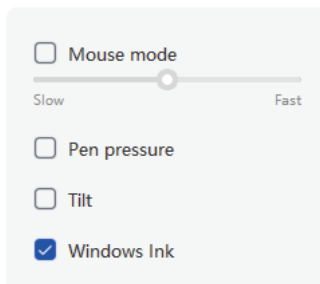 Mouse mode
Slow Fast
Pen pressure
Tilt
Windows Ink